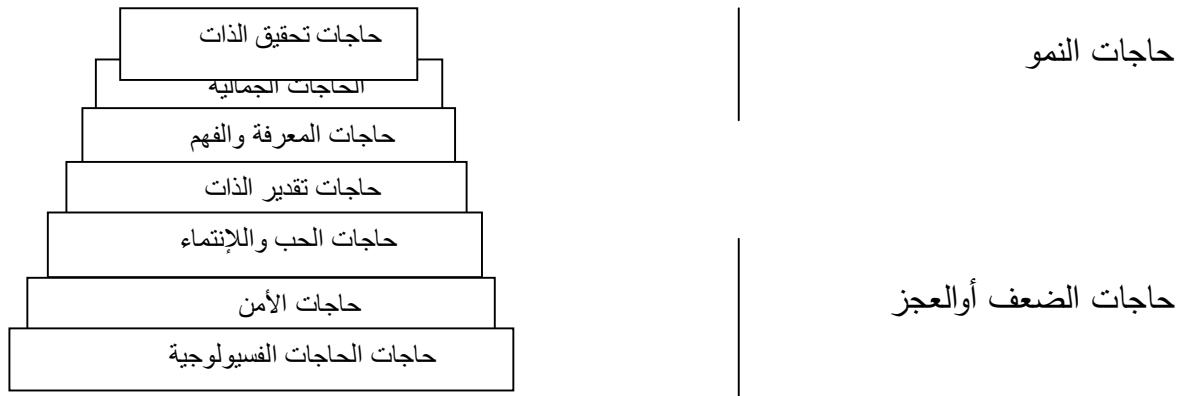 حاجات تحقيق الذات
الحاجات الجمالية
حاجات المعرفة والفهم
حاجات تقدير الذات
حاجات الحب واللإنتماء
حاجات الأمن
حاجات الحاجات الفسيولوجية
حاجات النمو
حاجات الضعف أوالعجز